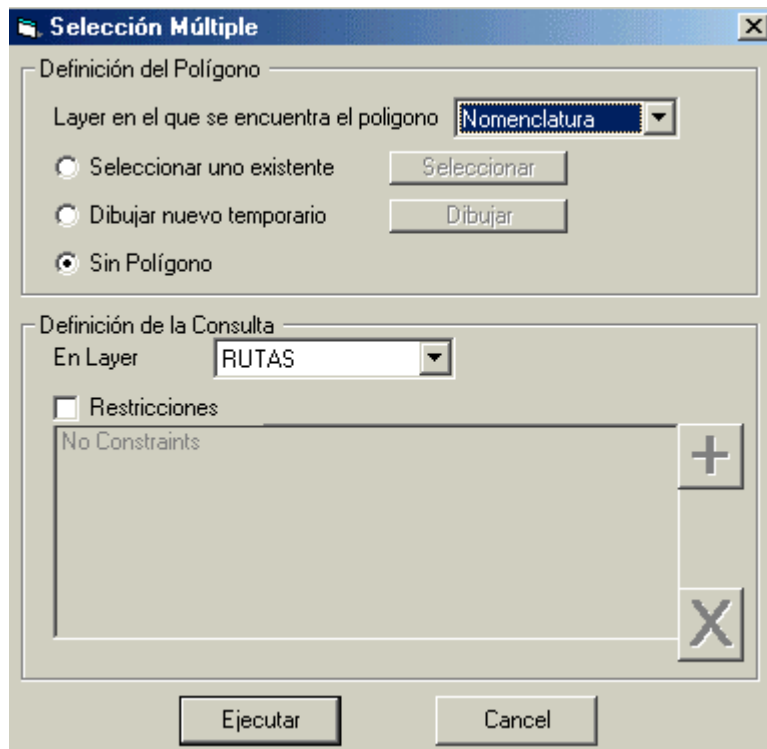 Selección Múltiple
Definición del Polígono
Layer en el que se encuentra el poligono Nomenclatura
Seleccionar uno existente Seleccionar
Dibujar nuevo temporario Dibujar
Sin Polígono
Definición de la Consulta
En Layer RUTAS
Restricciones
No Constraints
Ejecutar Cancel